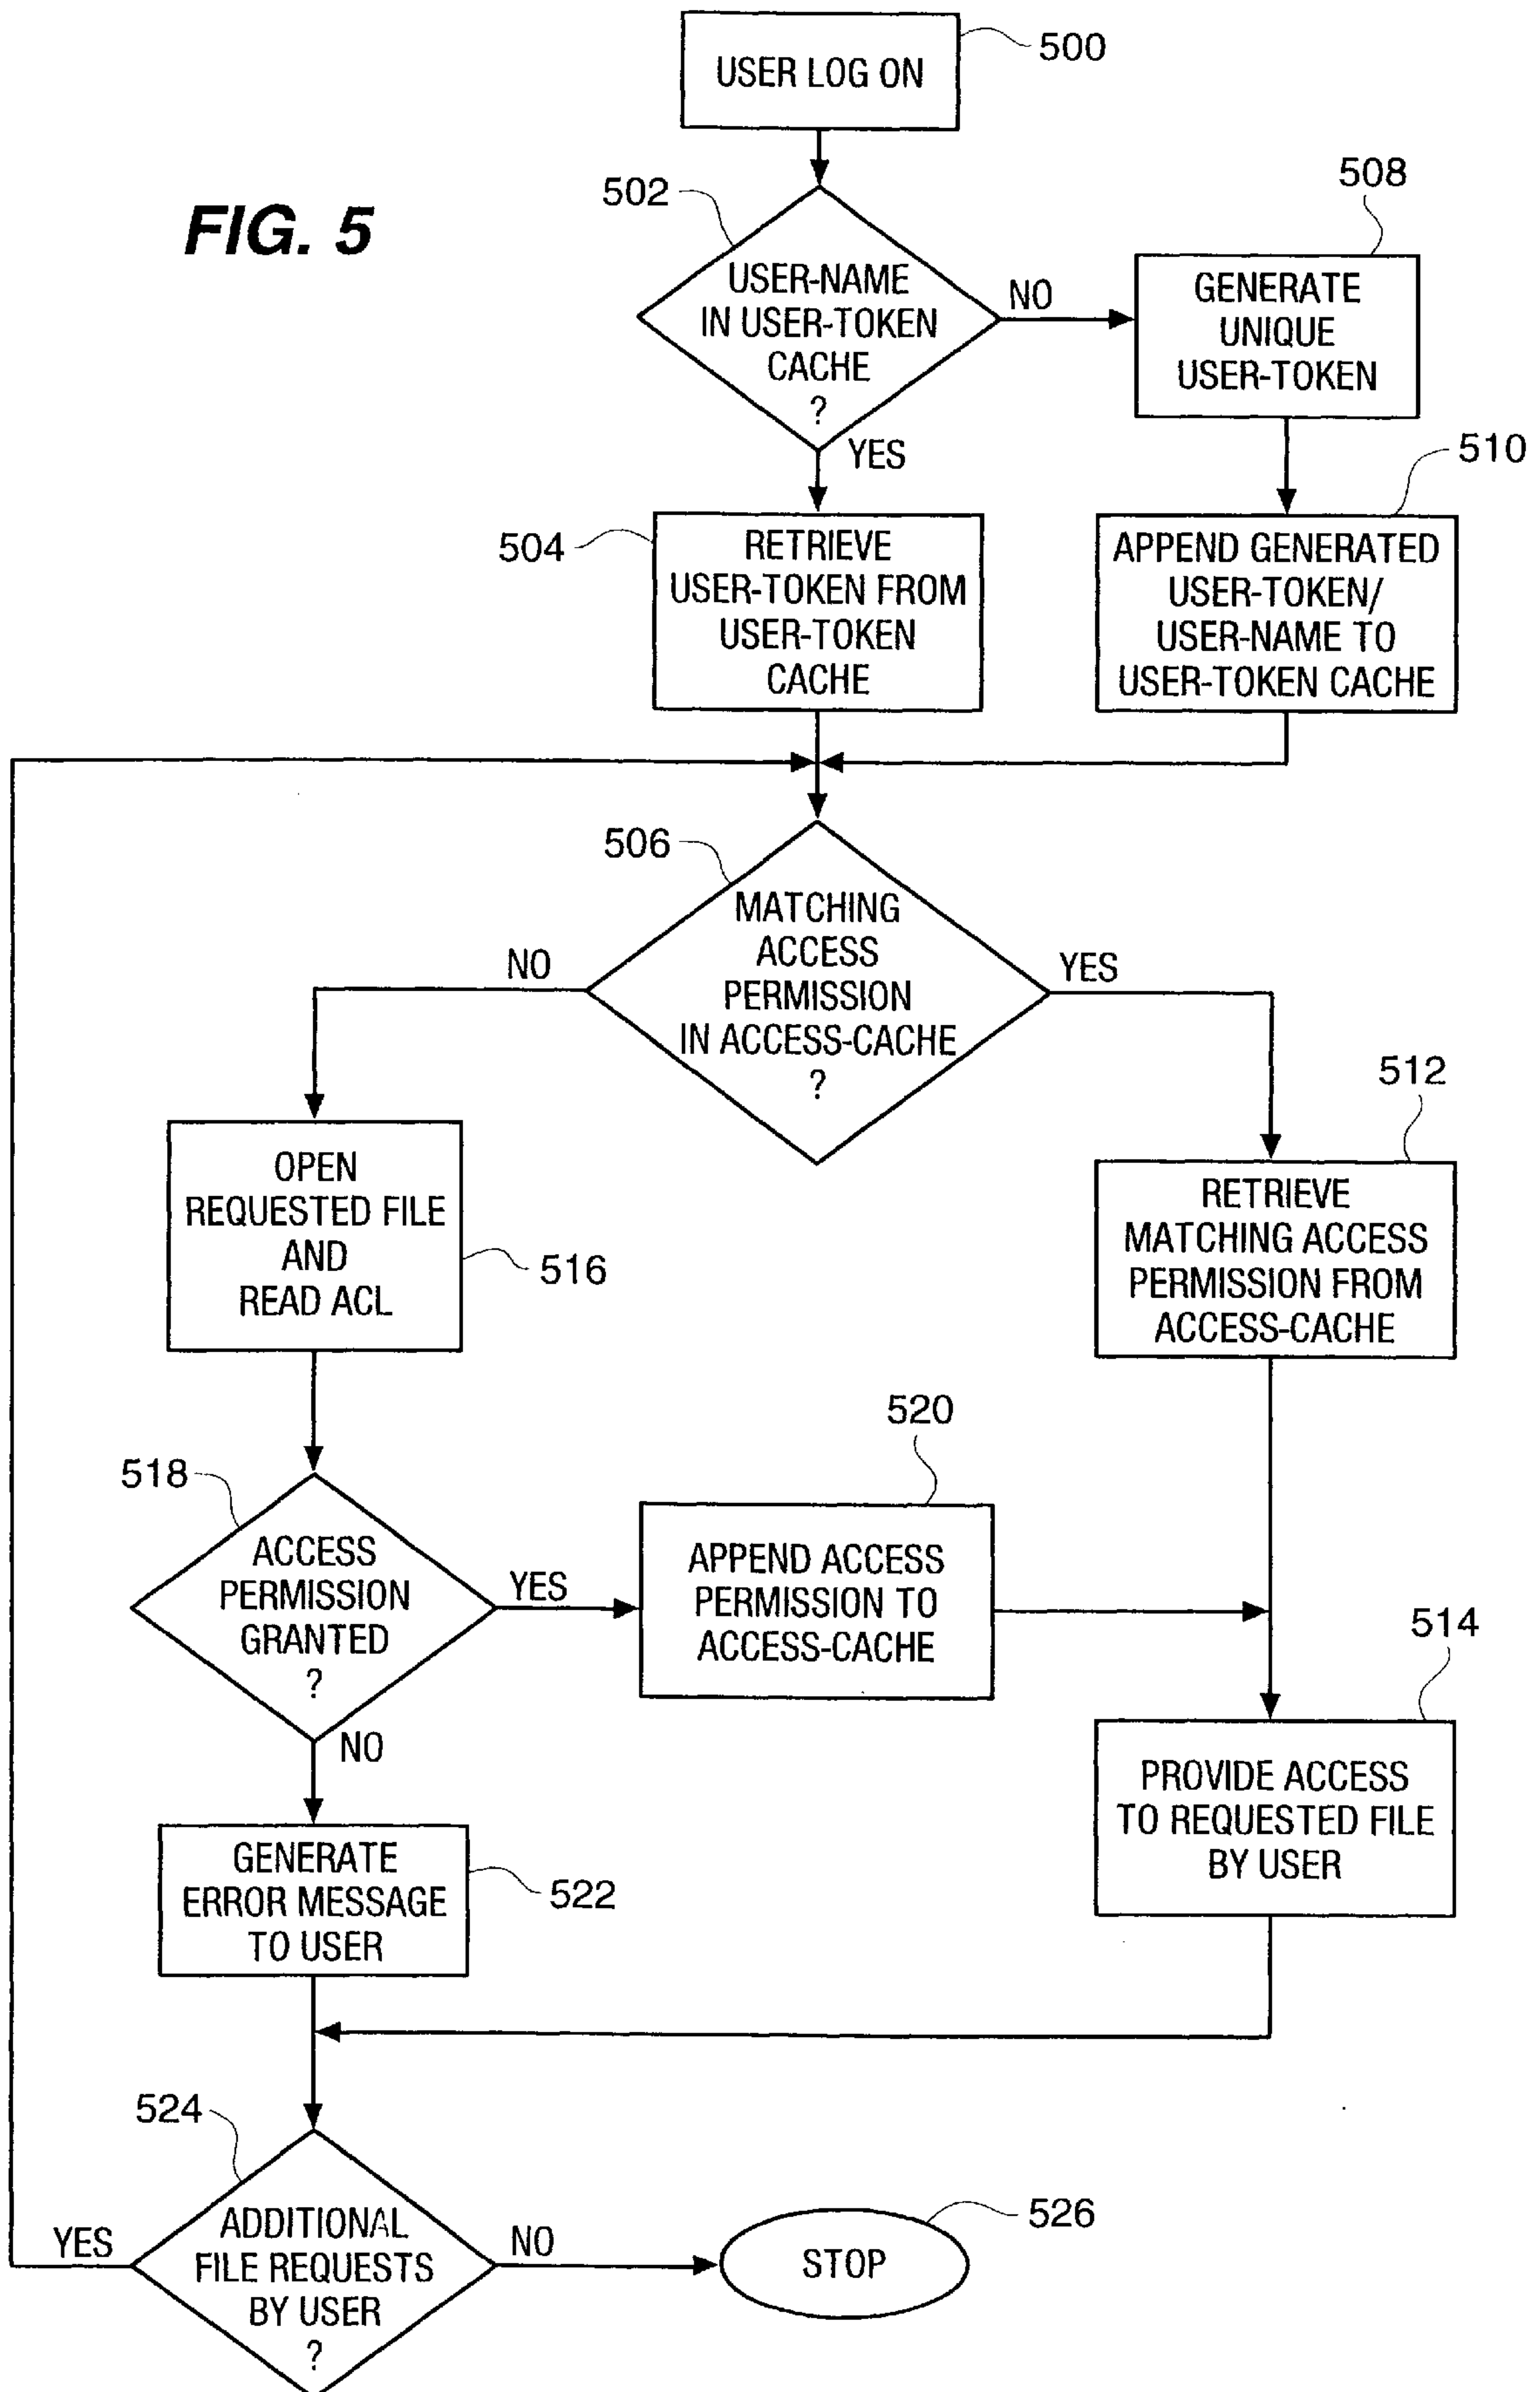 500
USER LOG ON
FIG. 5
502
508
USER-NAME
IN USER-TOKEN
CACHE
?
NO
GENERATE
UNIQUE
USER-TOKEN
YES
510
504
RETRIEVE
USER-TOKEN FROM
USER-TOKEN
CACHE
APPEND GENERATED
USER-TOKEN/
USER-NAME TO
USER-TOKEN CACHE
506
MATCHING
ACCESS
PERMISSION
IN ACCESS-CACHE
?
NO
YES
512
OPEN
REQUESTED FILE
AND
READ ACL
516
RETRIEVE
MATCHING ACCESS
PERMISSION FROM
ACCESS-CACHE
518
520
ACCESS
PERMISSION
GRANTED
?
YES
APPEND ACCESS
PERMISSION TO
ACCESS-CACHE
514
NO
PROVIDE ACCESS
TO REQUESTED FILE
BY USER
GENERATE
ERROR MESSAGE
TO USER
522
524
ADDITIONAL
FILE REQUESTS
BY USER
?
YES
NO
STOP
526